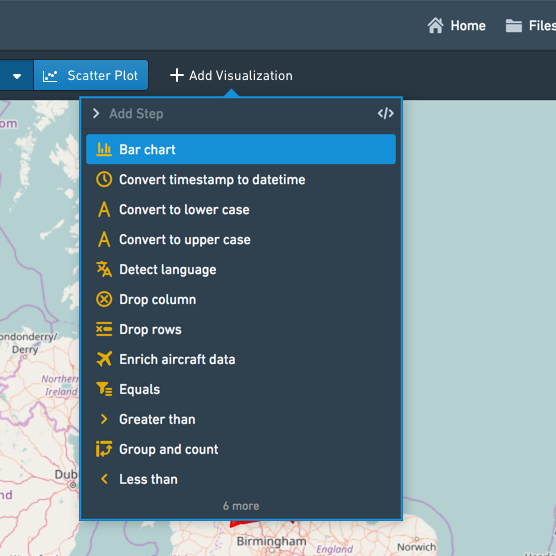 Home
Files
Scatter Plot
Add Visualization
Add Step
</>
Bar chart
Convert timestamp to datetime
Convert to lower case
Convert to upper case
Detect language
Drop column
Drop rows
Enrich aircraft data
Equals
Greater than
Group and count
Less than
6 more
om
ondonderry/
Derry
Northern
Ireland
Dub
nd
Birmingham
ENGLAND
Norwich